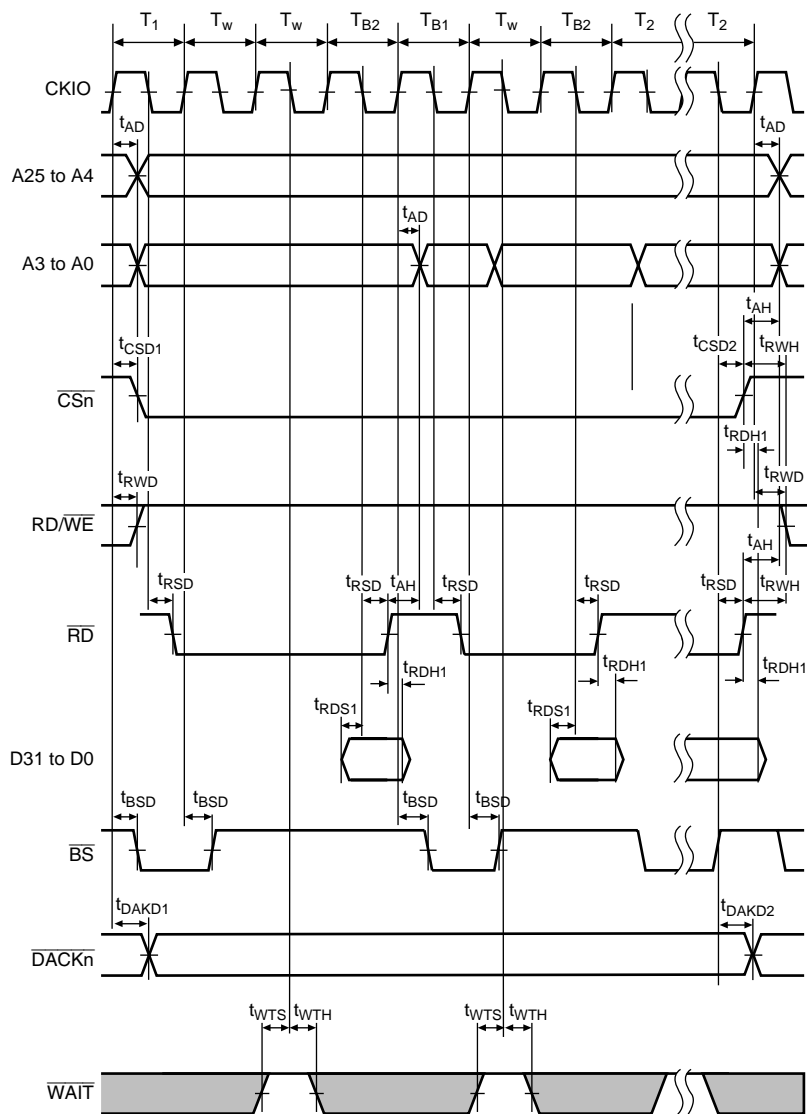 T1 Tw Tw TB2 TB1 Tw TB2 T2 T2
CKIO
tAD tAD
A25 to A4
tAD
A3 to A0
tAH
tCSD1 tCSD2 tRWH
CSn
tRDH1
tRWD tRWD
RD/WE
tAH
tRSD tRSD tAH tRSD tRSD tRSD tRWH
RD
tRDH1 tRDH1 tRDH1
tRDS1 tRDS1
D31 to D0
tBSD tBSD tBSD tBSD
BS
tDAKD1 tDAKD2
DACKn
tWTS tWTH tWTS tWTH
WAIT